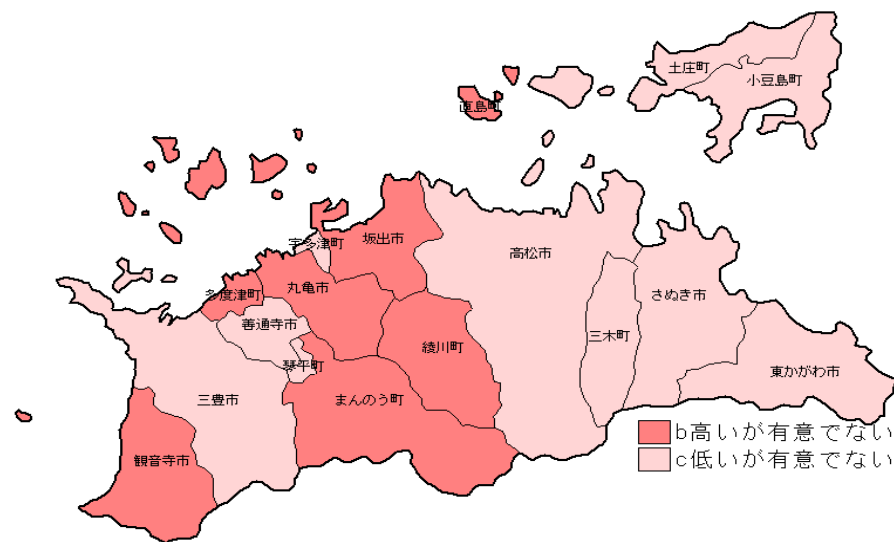 土庄町
小豆島町
直島町
宇多津町
坂出市
高松市
多度津町
丸亀市
さぬき市
善通寺市
三木町
綾川町
琴平町
東かがわ市
三豊市
まんのう町
観音寺市
b高いが有意でない
c低いが有意でない